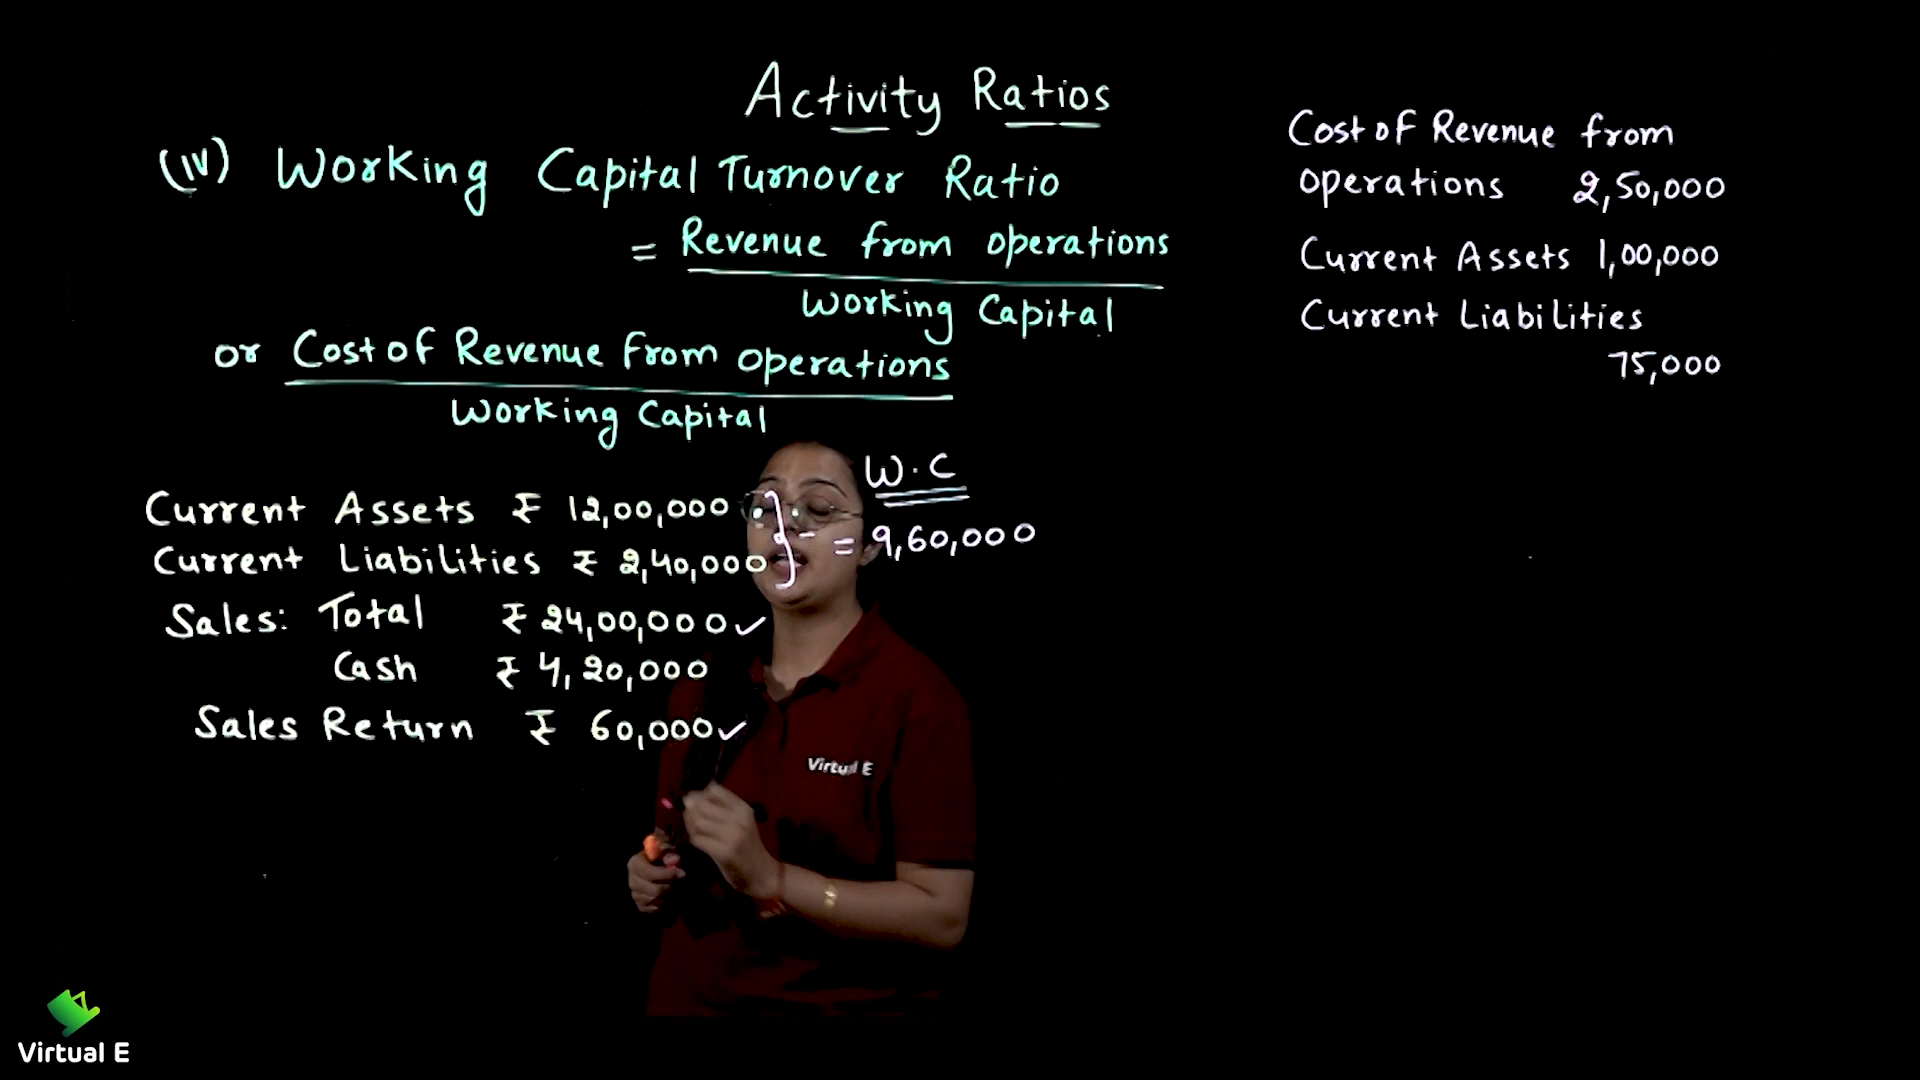 Activity Ratios
(iv) Working Capital Turnover Ratio
= Revenue from operations
Working Capital
or Cost of Revenue from operations
Working Capital
Current Assets ₹ 12,00,000
Current Liabilities ₹ 2,40,000
} - = 9,60,000
W.C
Sales: Total ₹ 24,00,000 ✓
Cash ₹ 4,20,000
Sales Return ₹ 60,000 ✓
Cost of Revenue from
operations 2,50,000
Current Assets 1,00,000
Current Liabilities
75,000
Virtual E
Virtual E